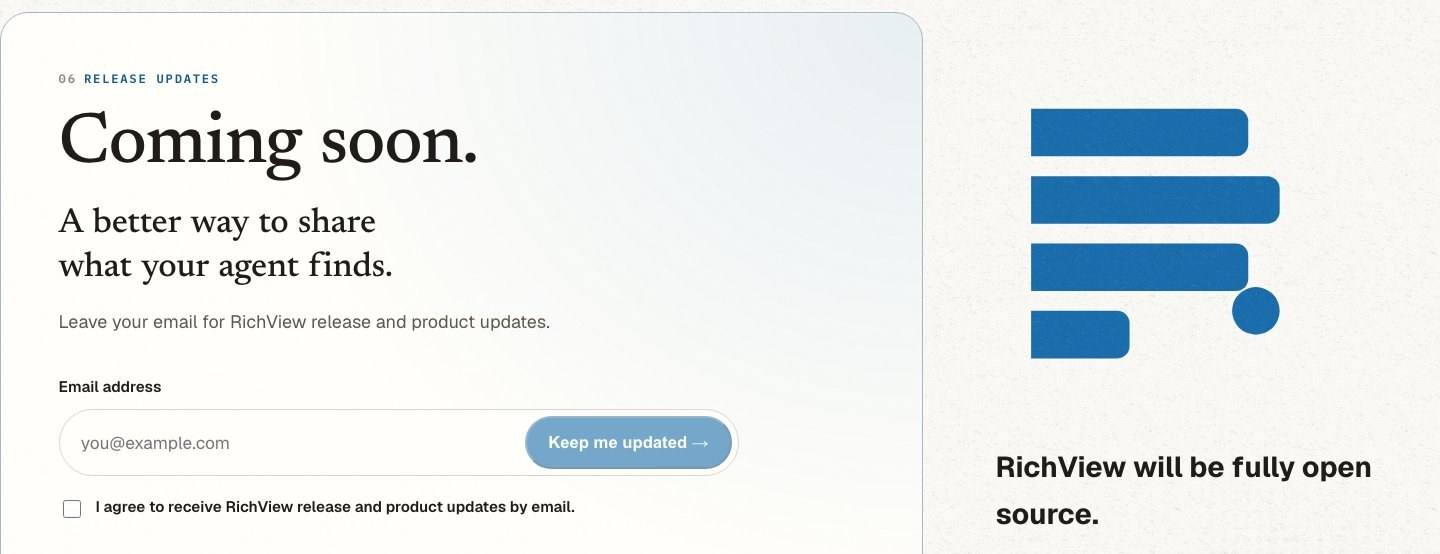 06 RELEASE UPDATES
Coming soon.
A better way to share
what your agent finds.
Leave your email for RichView release and product updates.
Email address
you@example.com
Keep me updated →
I agree to receive RichView release and product updates by email.
RichView will be fully open
source.